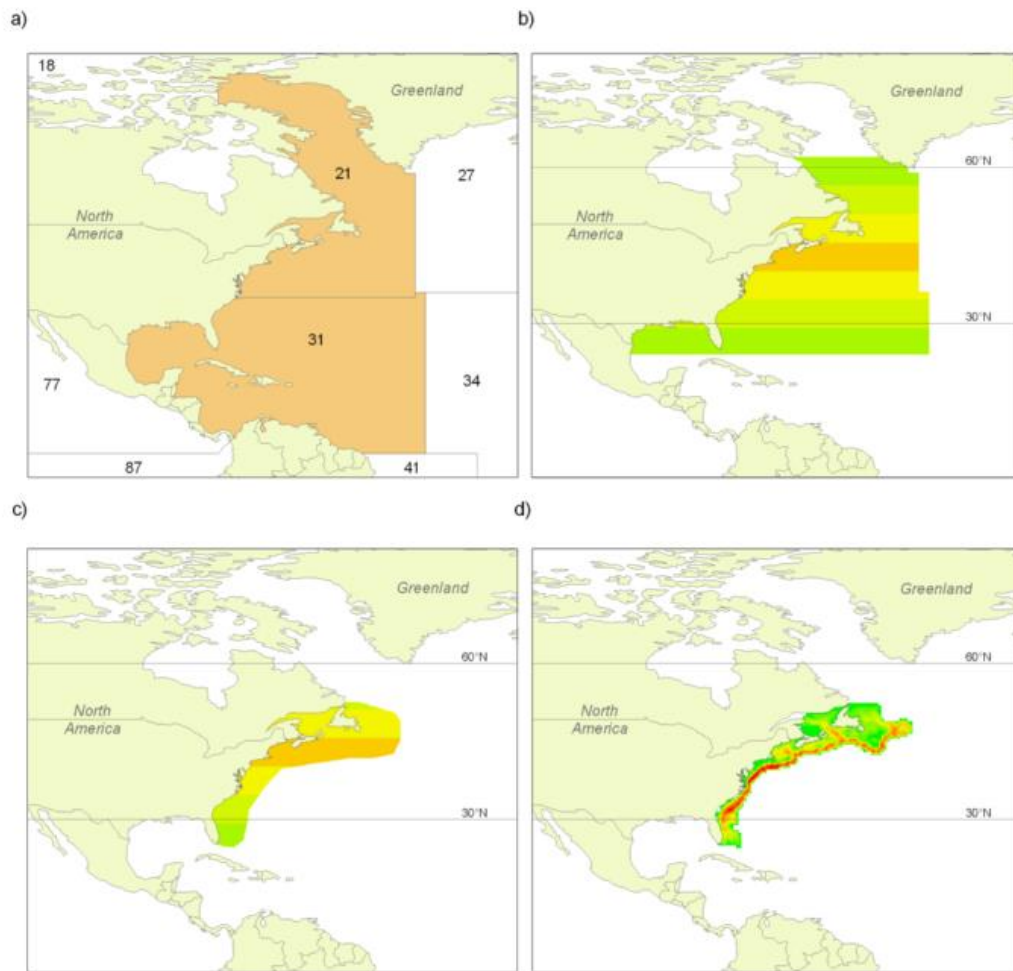 a)
b)
18
Greenland
21
27
North
America
31
77
34
87
41
Greenland
60°N
North
America
30°N
c)
d)
Greenland
60°N
North
America
30°N
Greenland
60°N
North
America
30°N